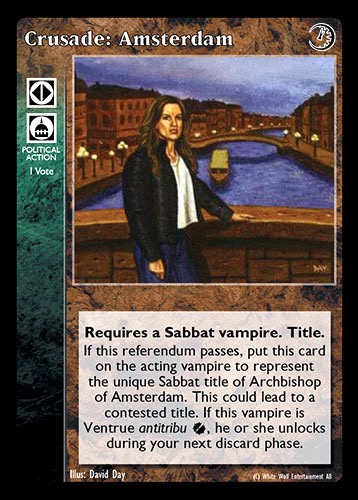 Crusade: Amsterdam
POLITICAL
ACTION
1 Vote
DAY
Requires a Sabbat vampire. Title.
If this referendum passes, put this card
on the acting vampire to represent
the unique Sabbat title of Archbishop
of Amsterdam. This could lead to a
contested title. If this vampire is
Ventrue antitribu , he or she unlocks
during your next discard phase.
Illus: David Day
(C) White Wolf Entertainment AB